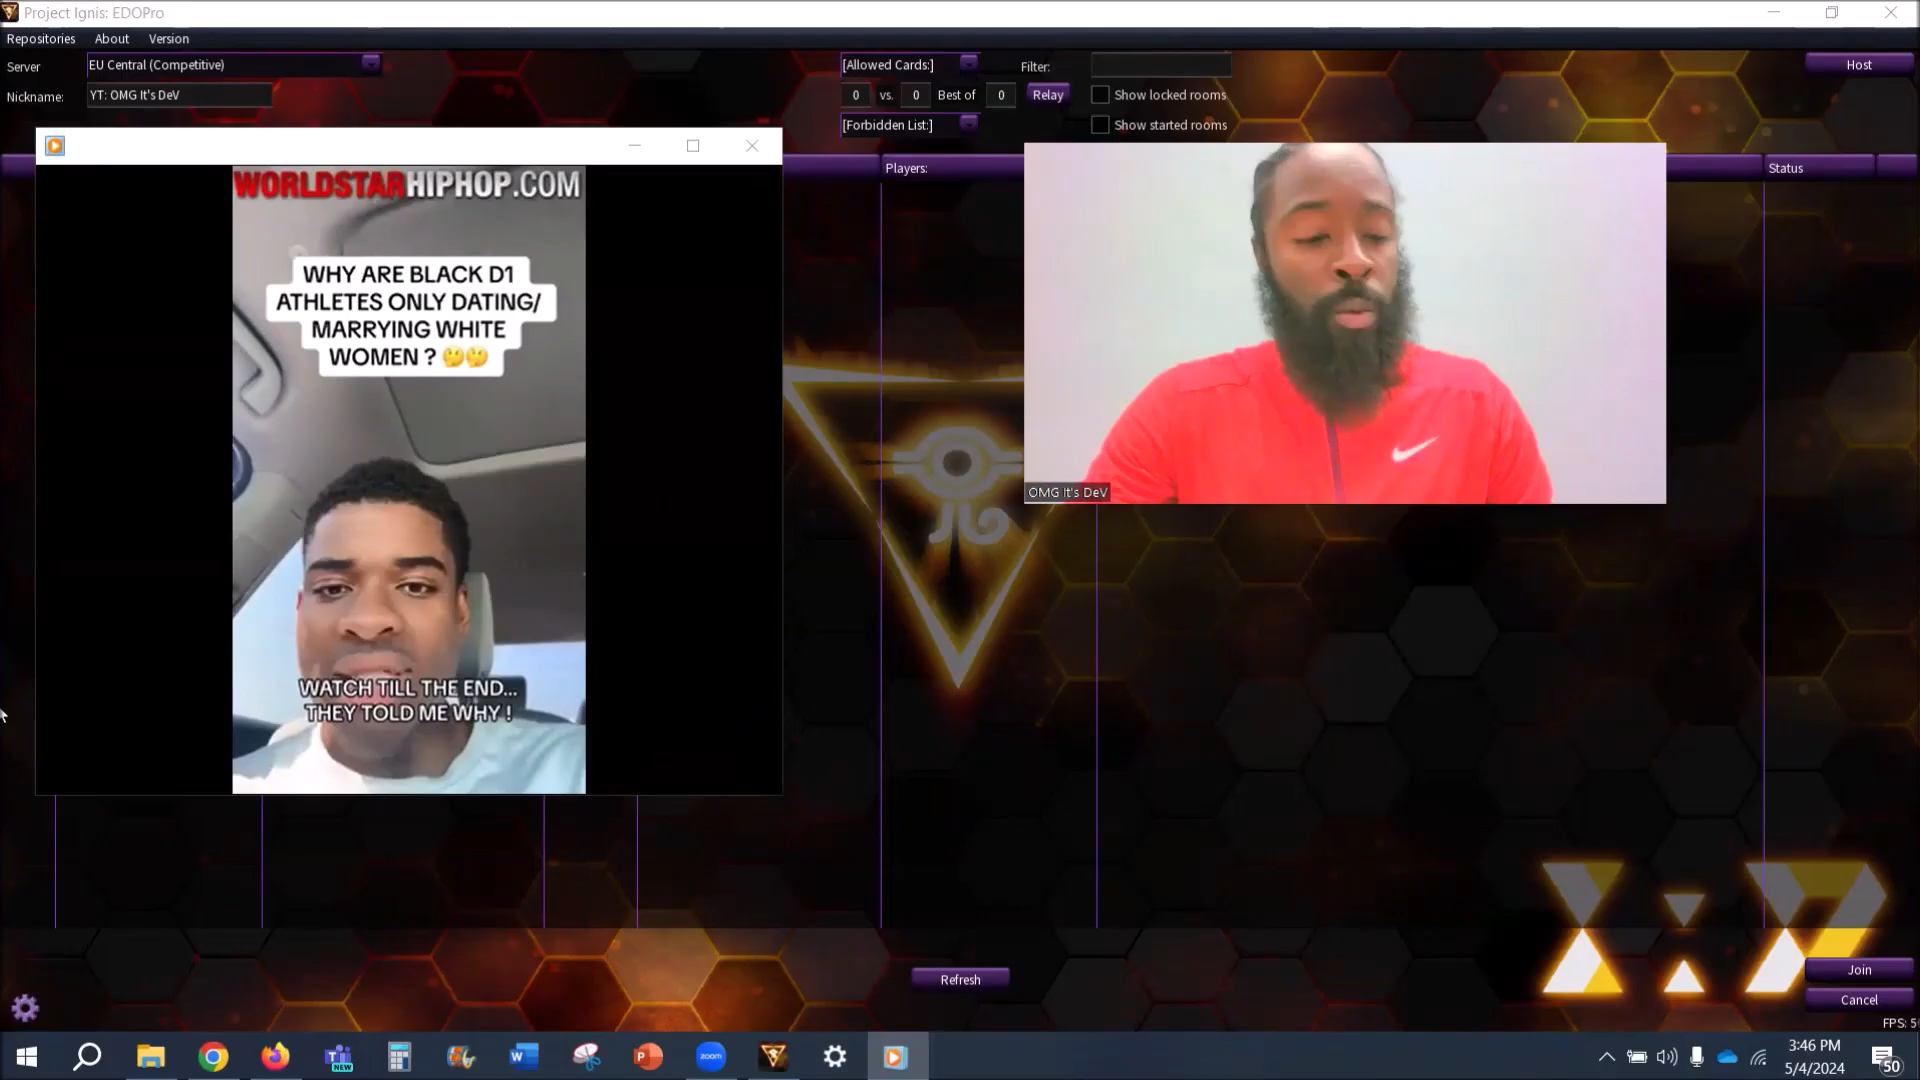 Project Ignis: EDOPro
Repositories About Version
Server EU Central (Competitive) [Allowed Cards:] Filter: Host
Nickname: YT: OMG It's DeV 0 vs. 0 Best of 0 Relay Show locked rooms
[Forbidden List:] Show started rooms
Players: Status
WORLDSTARHIPHOP.COM
WHY ARE BLACK D1
ATHLETES ONLY DATING/
MARRYING WHITE
WOMEN ? 🤔🤔
WATCH TILL THE END...
THEY TOLD ME WHY !
OMG It's DeV
Refresh
Join
Cancel
FPS: 5
NEW
zoom
3:46 PM
5/4/2024
50